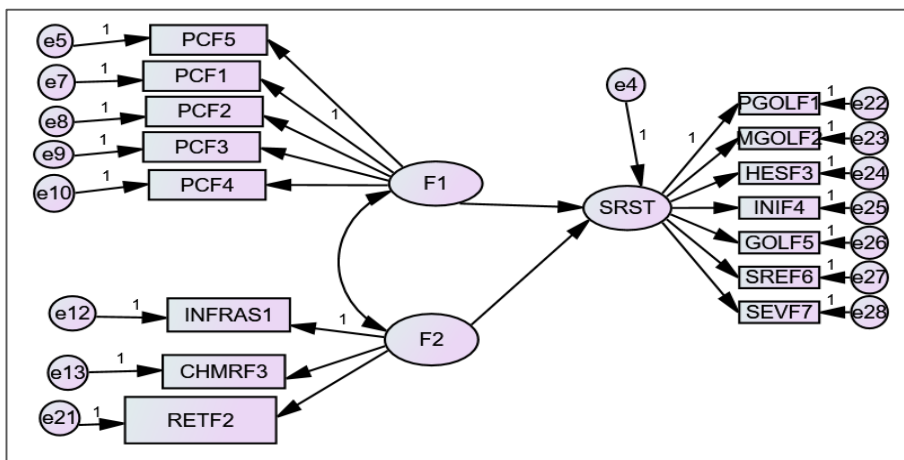 e5 1 PCF5
e7 1 PCF1
e8 1 PCF2
e9 1 PCF3
e10 1 PCF4
1
F1
e12 1 INFRAS1
1
e13 1 CHMRF3
e21 1 RETF2
F2
e4
1
SRST
1
PGOLF1 1 e22
MGOLF2 1 e23
HESF3 1 e24
INIF4 1 e25
GOLF5 1 e26
SREF6 1 e27
SEVF7 1 e28